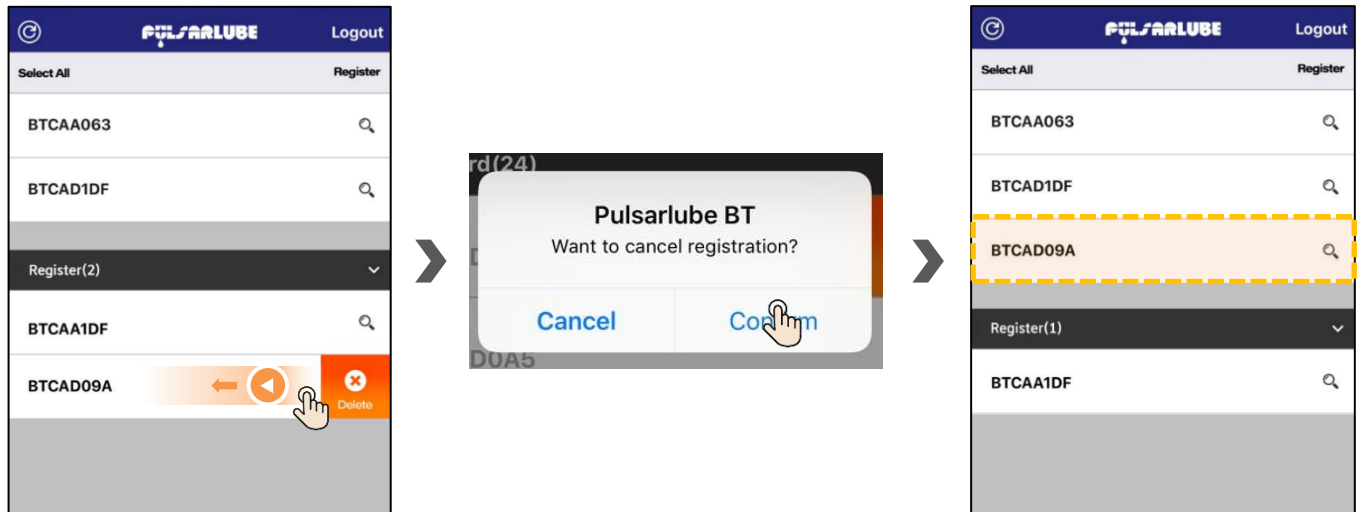 PULSARLUBE Logout
Select All Register
BTCAA063
BTCAD1DF
Register(2)
BTCAA1DF
BTCAD09A
Delete
rd(24)
Pulsarlube BT
Want to cancel registration?
Cancel
D0A5
PULSARLUBE Logout
Select All Register
BTCAA063
BTCAD1DF
BTCAD09A
Register(1)
BTCAA1DF